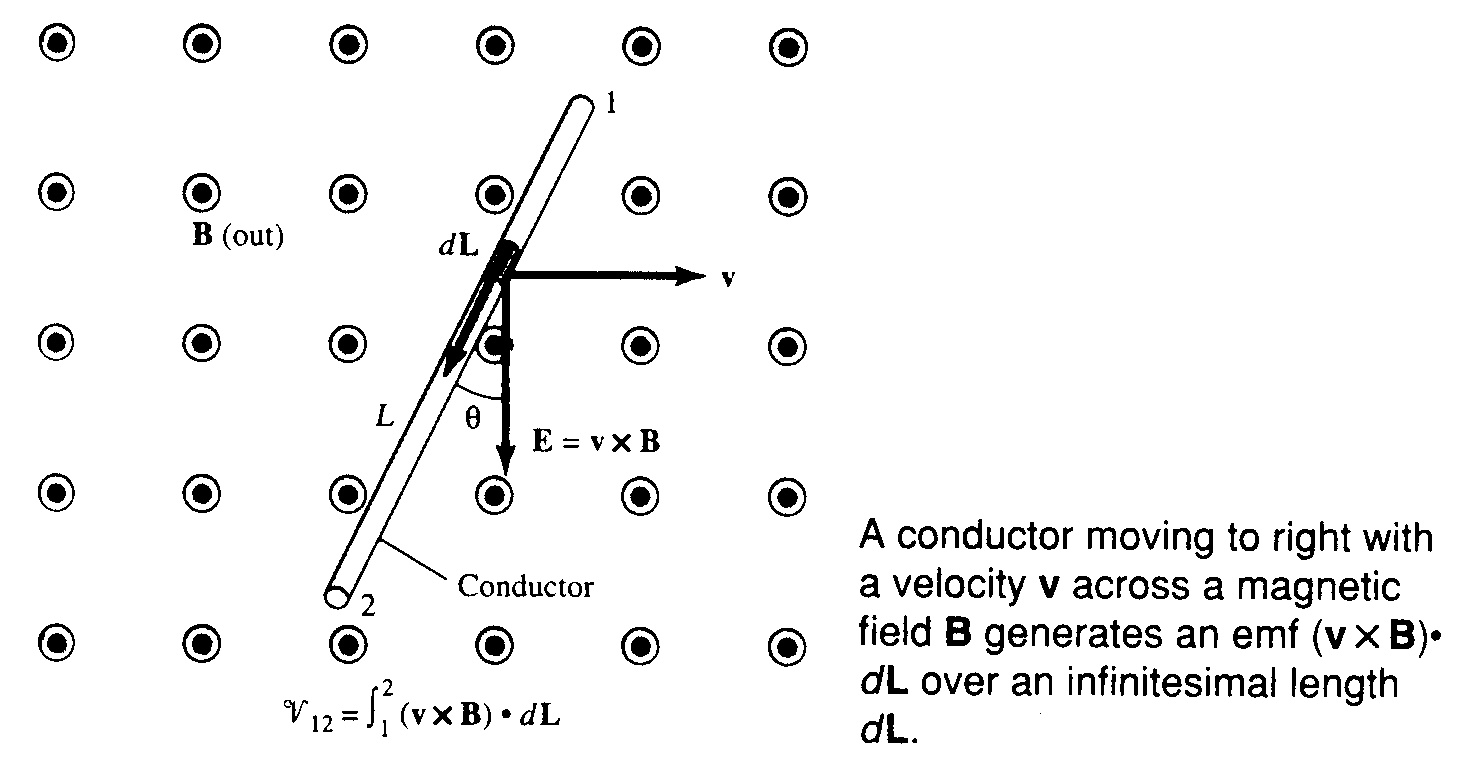 1
B (out)
dL
v
L
θ
E = v × B
Conductor
2
𝒱₁₂ = ∫₁² (v × B) • dL
A conductor moving to right with
a velocity v across a magnetic
field B generates an emf (v × B)•
dL over an infinitesimal length
dL.